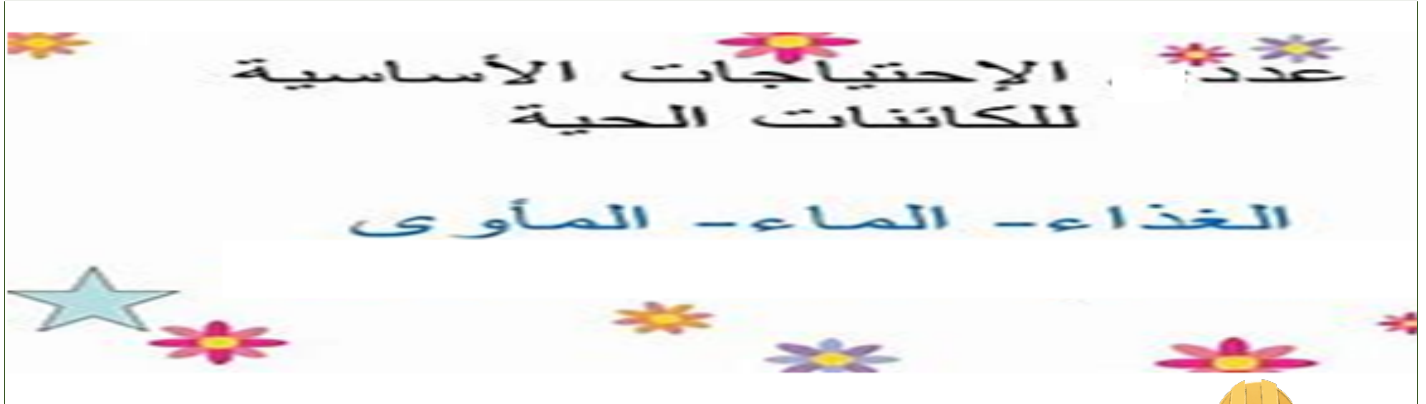 عدد الإحتياجات الأساسية
للكائنات الحية
الغذاء- الماء- المأوى